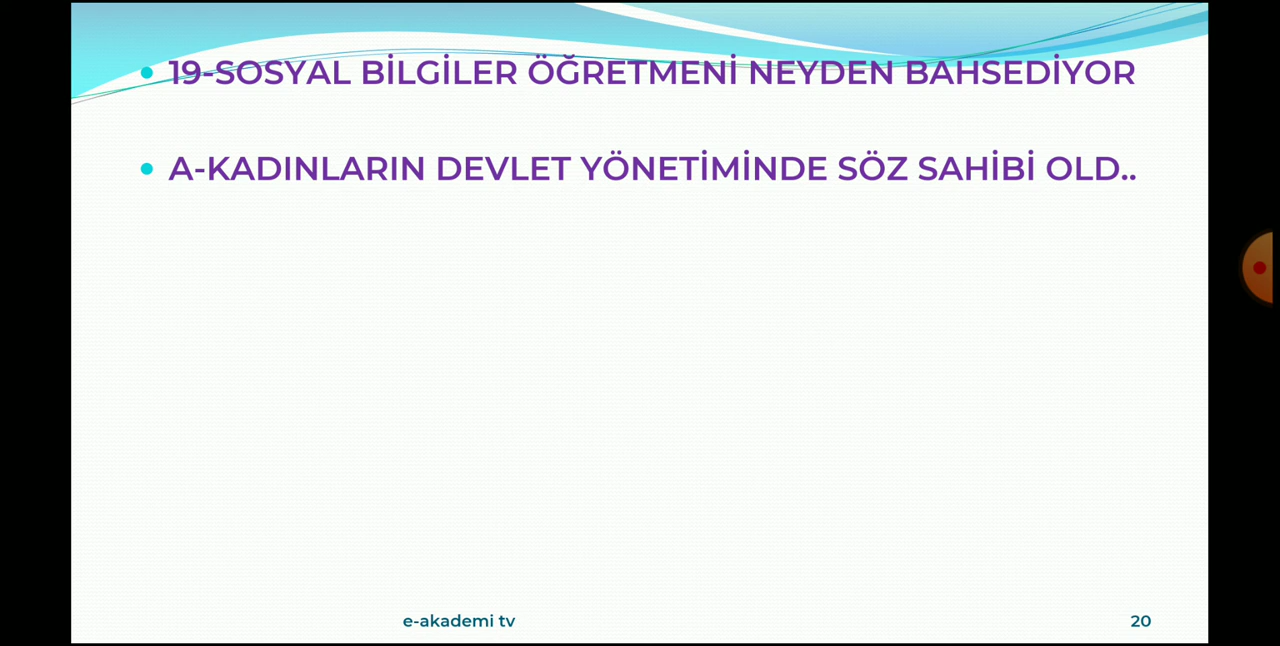 19-SOSYAL BİLGİLER ÖĞRETMENİ NEYDEN BAHSEDİYOR
A-KADINLARIN DEVLET YÖNETİMİNDE SÖZ SAHİBİ OLD..
e-akademi tv
20